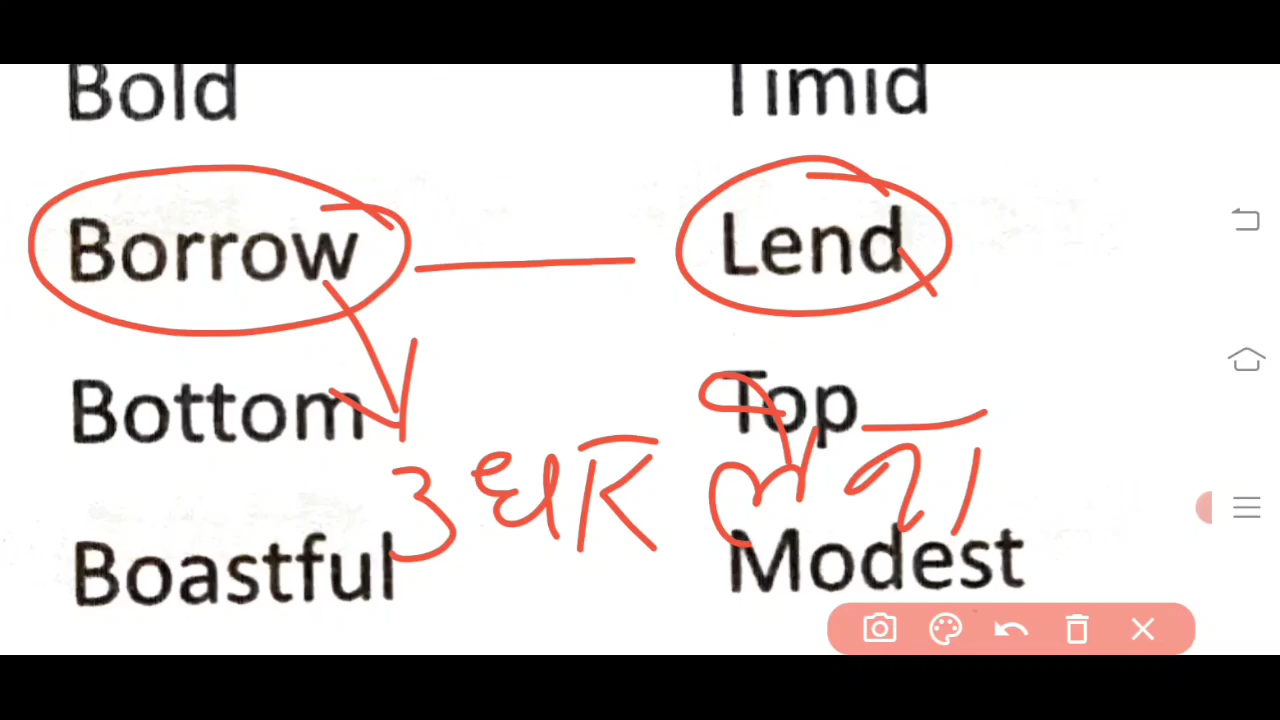 Bold Timid
Borrow Lend
Bottom Top
उधार लेना
Boastful Modest